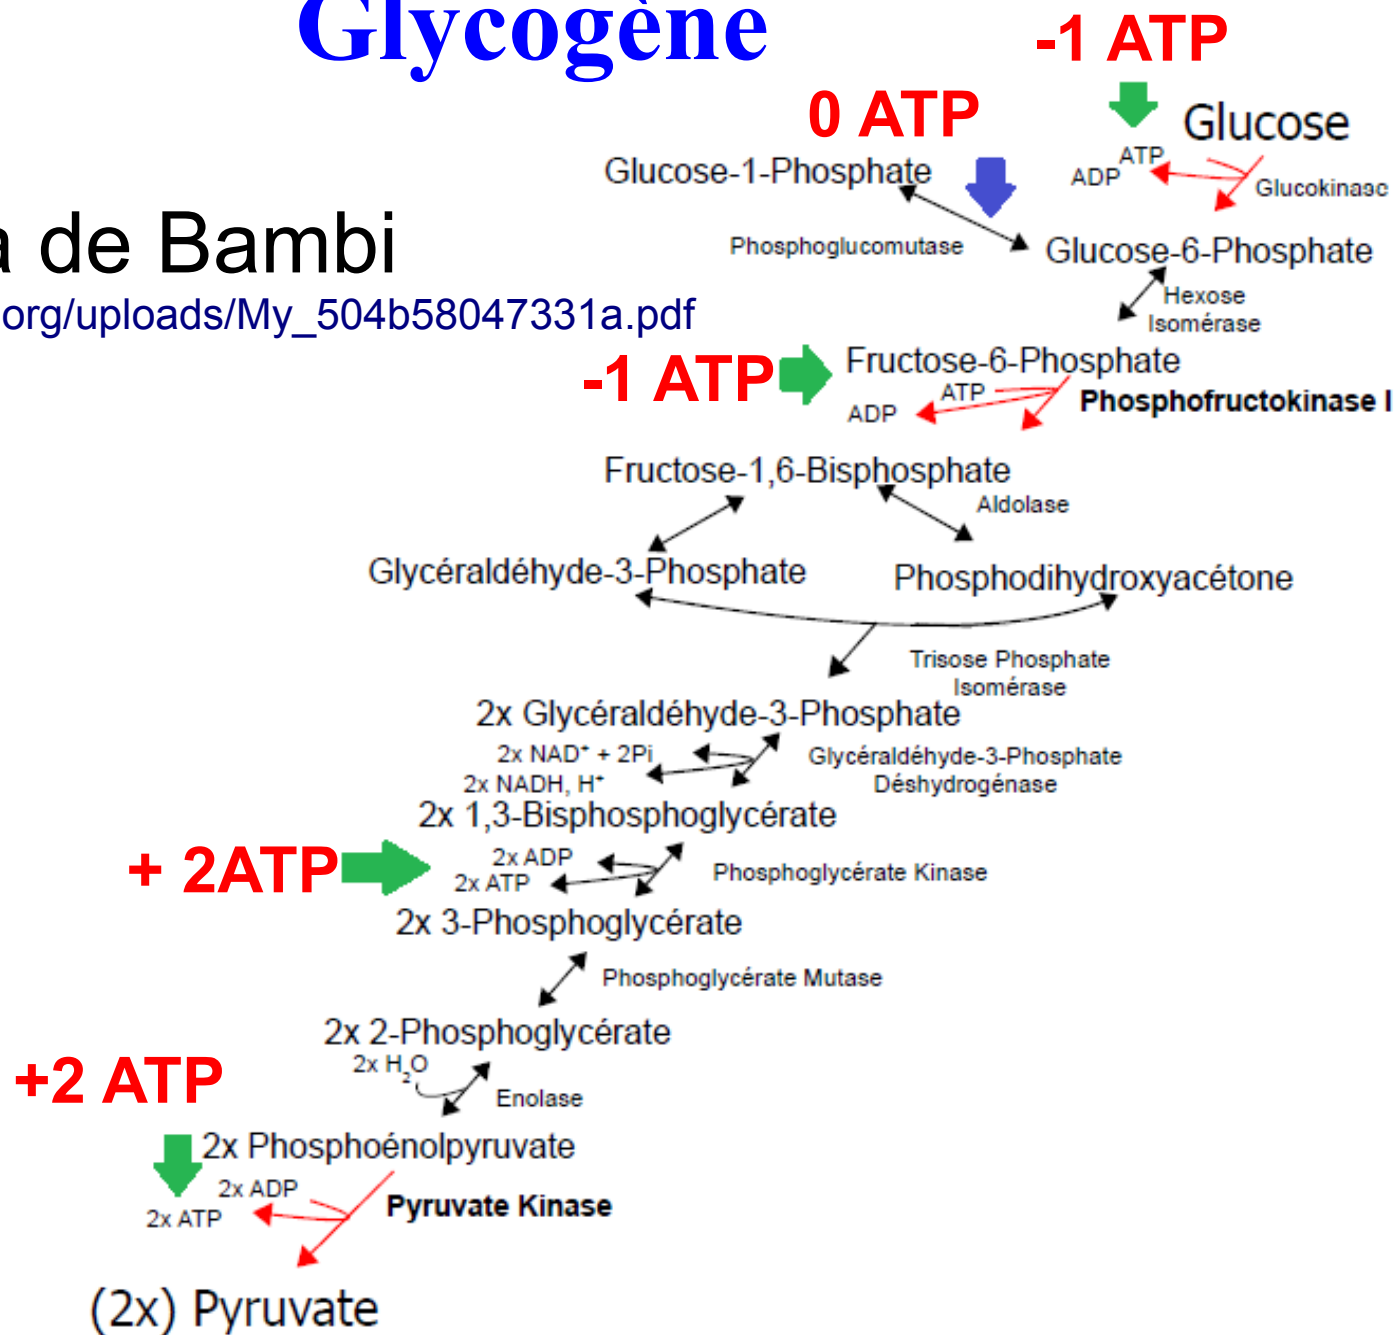 Glycogène
-1 ATP
0 ATP
Glucose
Glucose-1-Phosphate
ATP
ADP
Glucokinase
a de Bambi
Phosphoglucomutase
Glucose-6-Phosphate
org/uploads/My_504b58047331a.pdf
Hexose
Isomérase
-1 ATP
Fructose-6-Phosphate
ATP
ADP
Phosphofructokinase I
Fructose-1,6-Bisphosphate
Aldolase
Glycéraldéhyde-3-Phosphate
Phosphodihydroxyacétone
Trisose Phosphate
Isomérase
2x Glycéraldéhyde-3-Phosphate
2x NAD⁺ + 2Pi
2x NADH, H⁺
Glycéraldéhyde-3-Phosphate
Déshydrogénase
2x 1,3-Bisphosphoglycérate
+ 2ATP
2x ADP
2x ATP
Phosphoglycérate Kinase
2x 3-Phosphoglycérate
Phosphoglycérate Mutase
2x 2-Phosphoglycérate
2x H₂O
Enolase
+2 ATP
2x Phosphoénolpyruvate
2x ADP
2x ATP
Pyruvate Kinase
(2x) Pyruvate